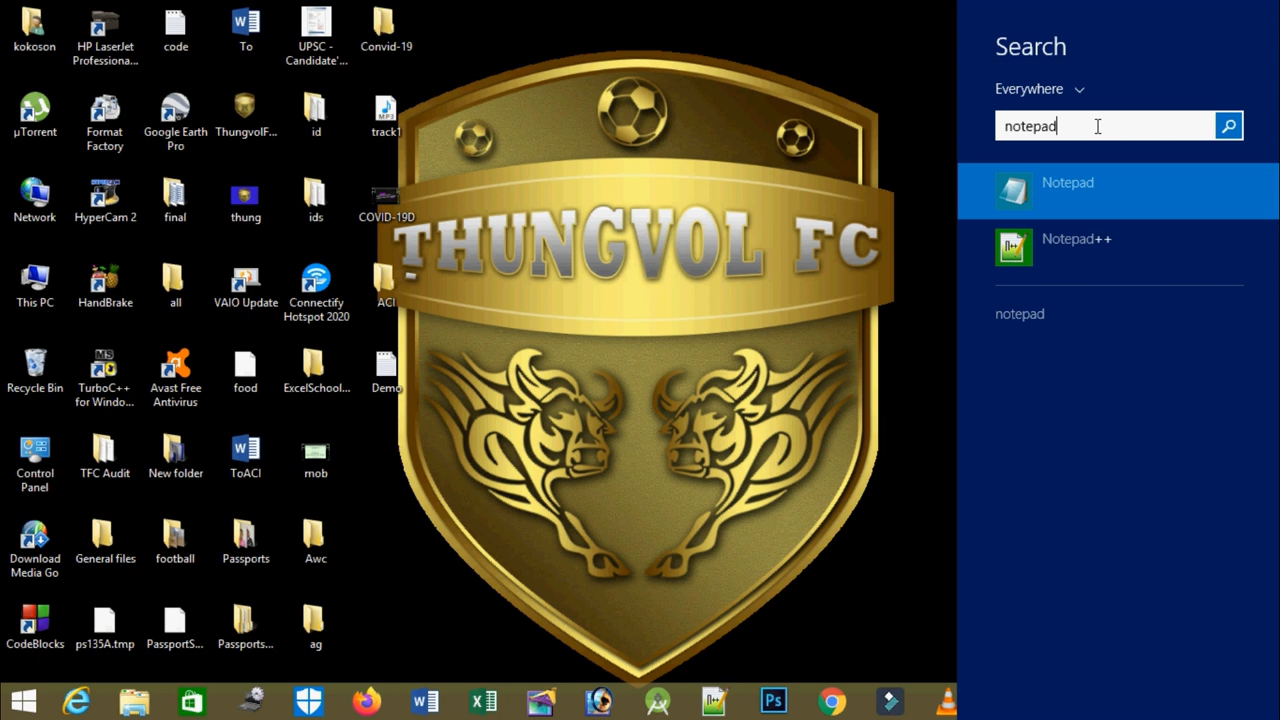 kokoson
HP LaserJet
Professiona...
code
To
UPSC -
Candidate'...
Convid-19
µTorrent
Format
Factory
Google Earth
Pro
ThungvolF...
id
track1
Network
HyperCam 2
final
thung
ids
COVID-19D
This PC
HandBrake
all
VAIO Update
Connectify
Hotspot 2020
ACI
Recycle Bin
TurboC++
for Windo...
Avast Free
Antivirus
food
ExcelSchool...
Demo
Control
Panel
TFC Audit
New folder
ToACI
mob
Download
Media Go
General files
football
Passports
Awc
CodeBlocks
ps135A.tmp
PassportS...
Passports...
ag
THUNGVOL FC
Search
Everywhere
notepad
Notepad
Notepad++
notepad